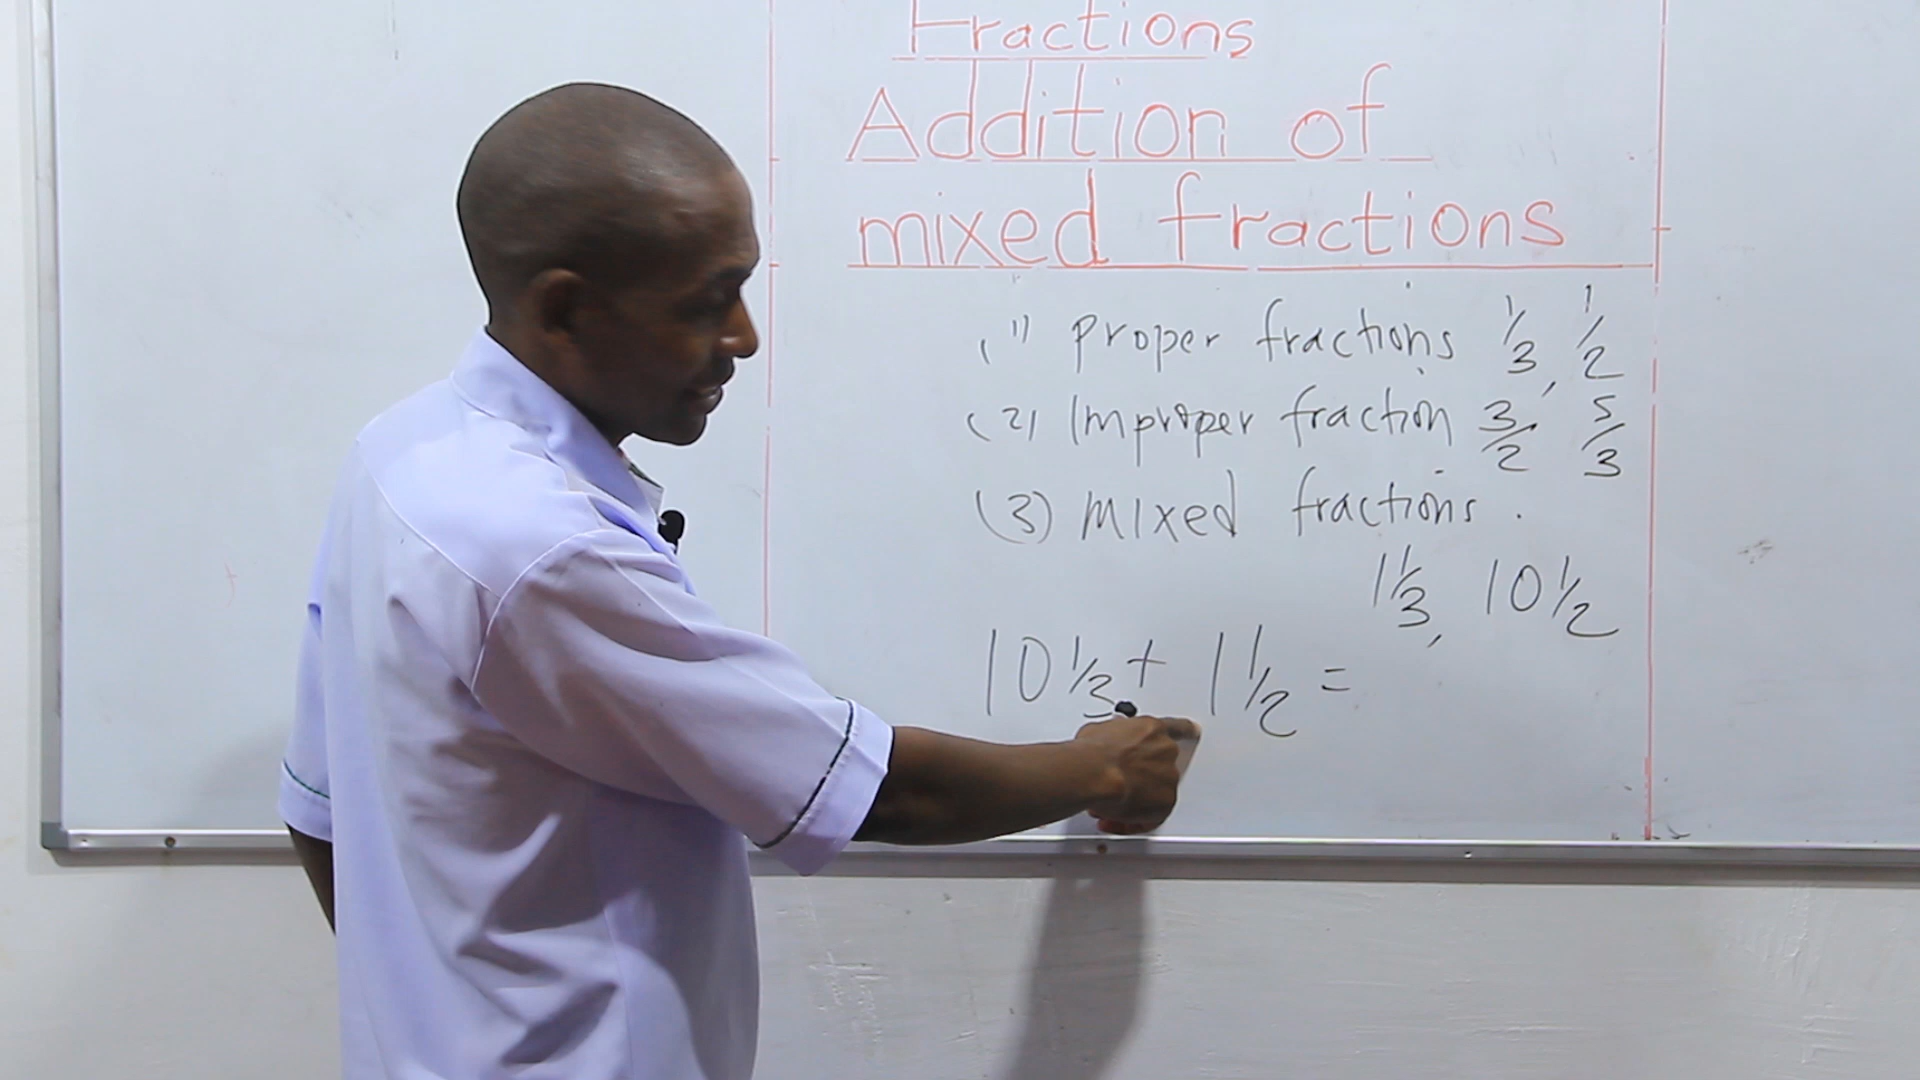 Fractions
Addition of
mixed fractions
(1) proper fractions 1/3, 1/2
(2) Improper fraction 3/2, 5/3
(3) mixed fractions.
1 1/3, 10 1/2
10 1/3 + 1 1/2 =